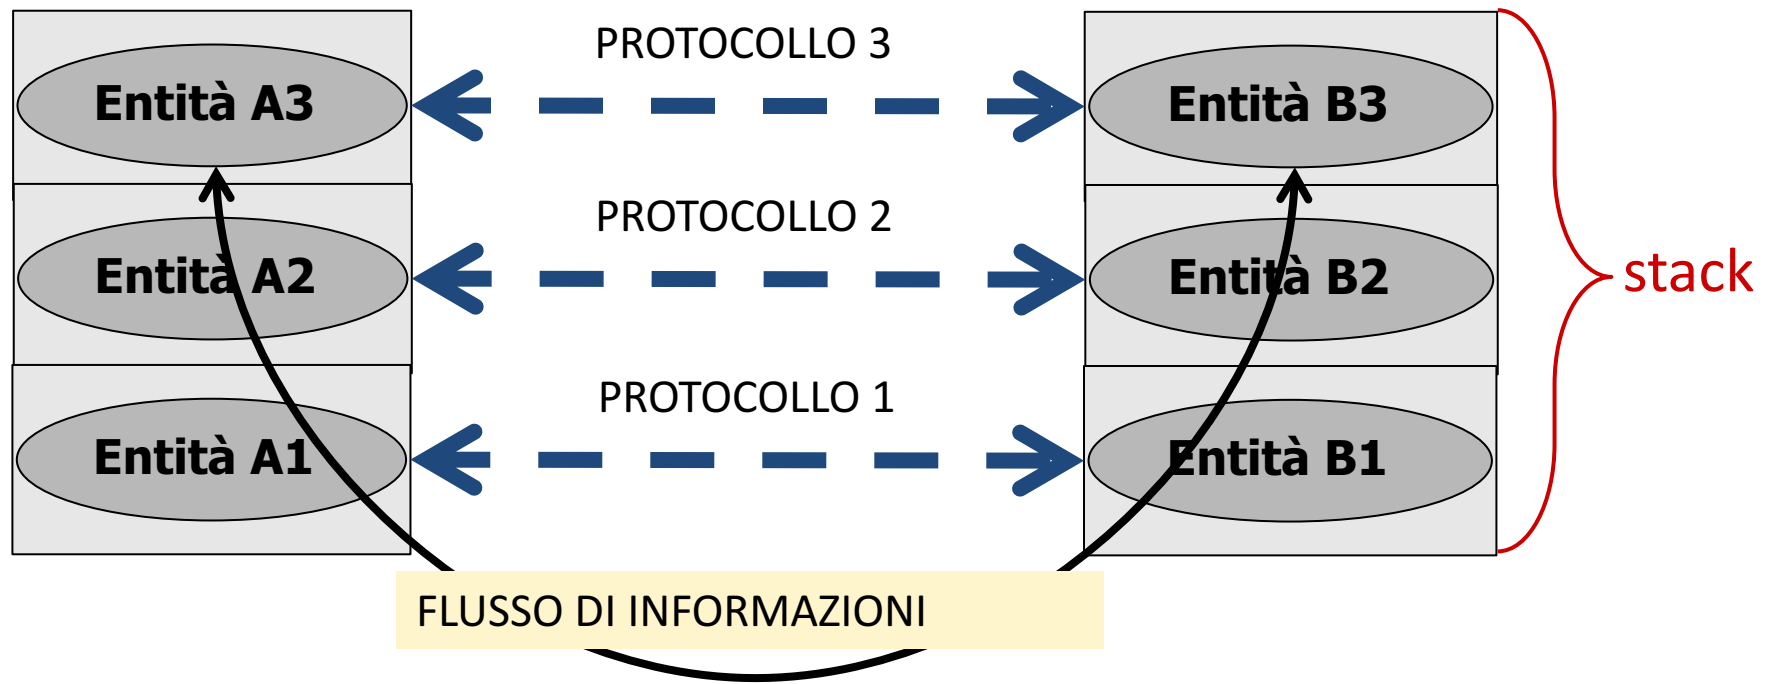 PROTOCOLLO 3
Entità A3
Entità B3
PROTOCOLLO 2
Entità A2
Entità B2
stack
PROTOCOLLO 1
Entità A1
Entità B1
FLUSSO DI INFORMAZIONI